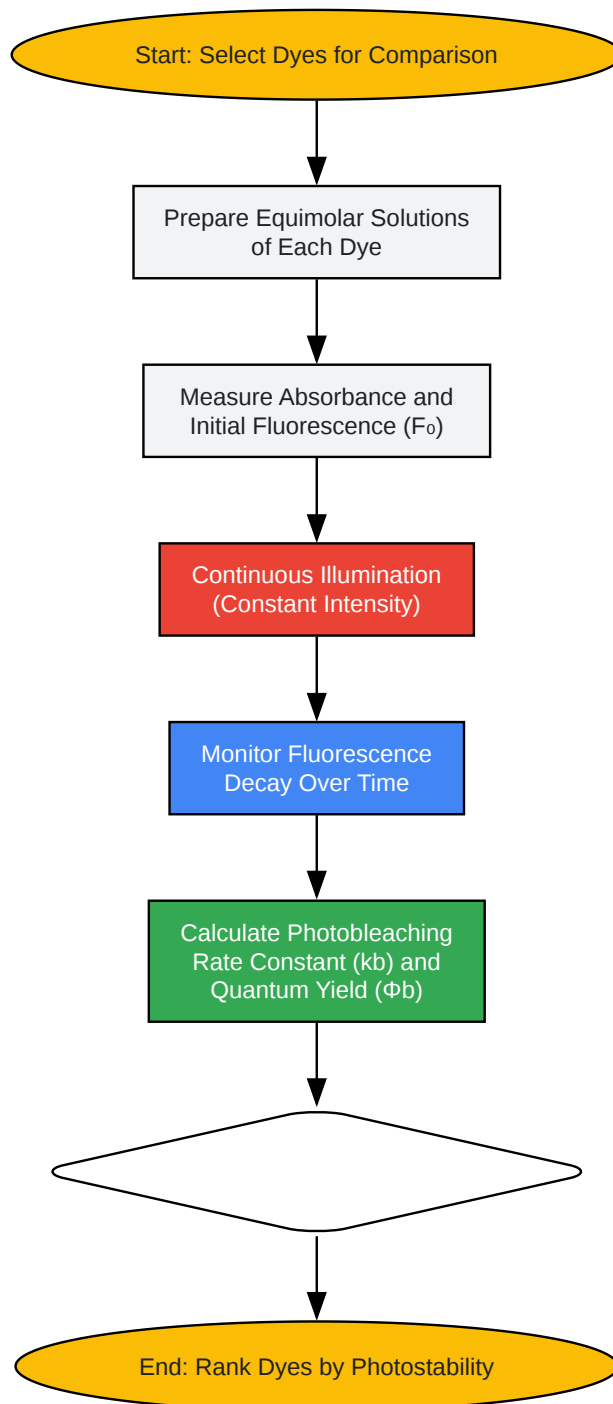 Start: Select Dyes for Comparison
Prepare Equimolar Solutions
of Each Dye
Measure Absorbance and
Initial Fluorescence (F₀)
Continuous Illumination
(Constant Intensity)
Monitor Fluorescence
Decay Over Time
Calculate Photobleaching
Rate Constant (kb) and
Quantum Yield (Φb)
End: Rank Dyes by Photostability